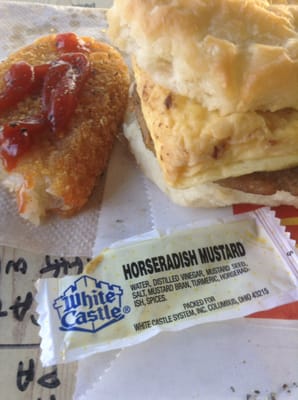 HORSERADISH MUSTARD
WATER, DISTILLED VINEGAR, MUSTARD SEED,
SALT, MUSTARD BRAN, TURMERIC, HORSERAD-
ISH, SPICES.
White
Castle®
PACKED FOR
WHITE CASTLE SYSTEM, INC. COLUMBUS, OHIO 43215